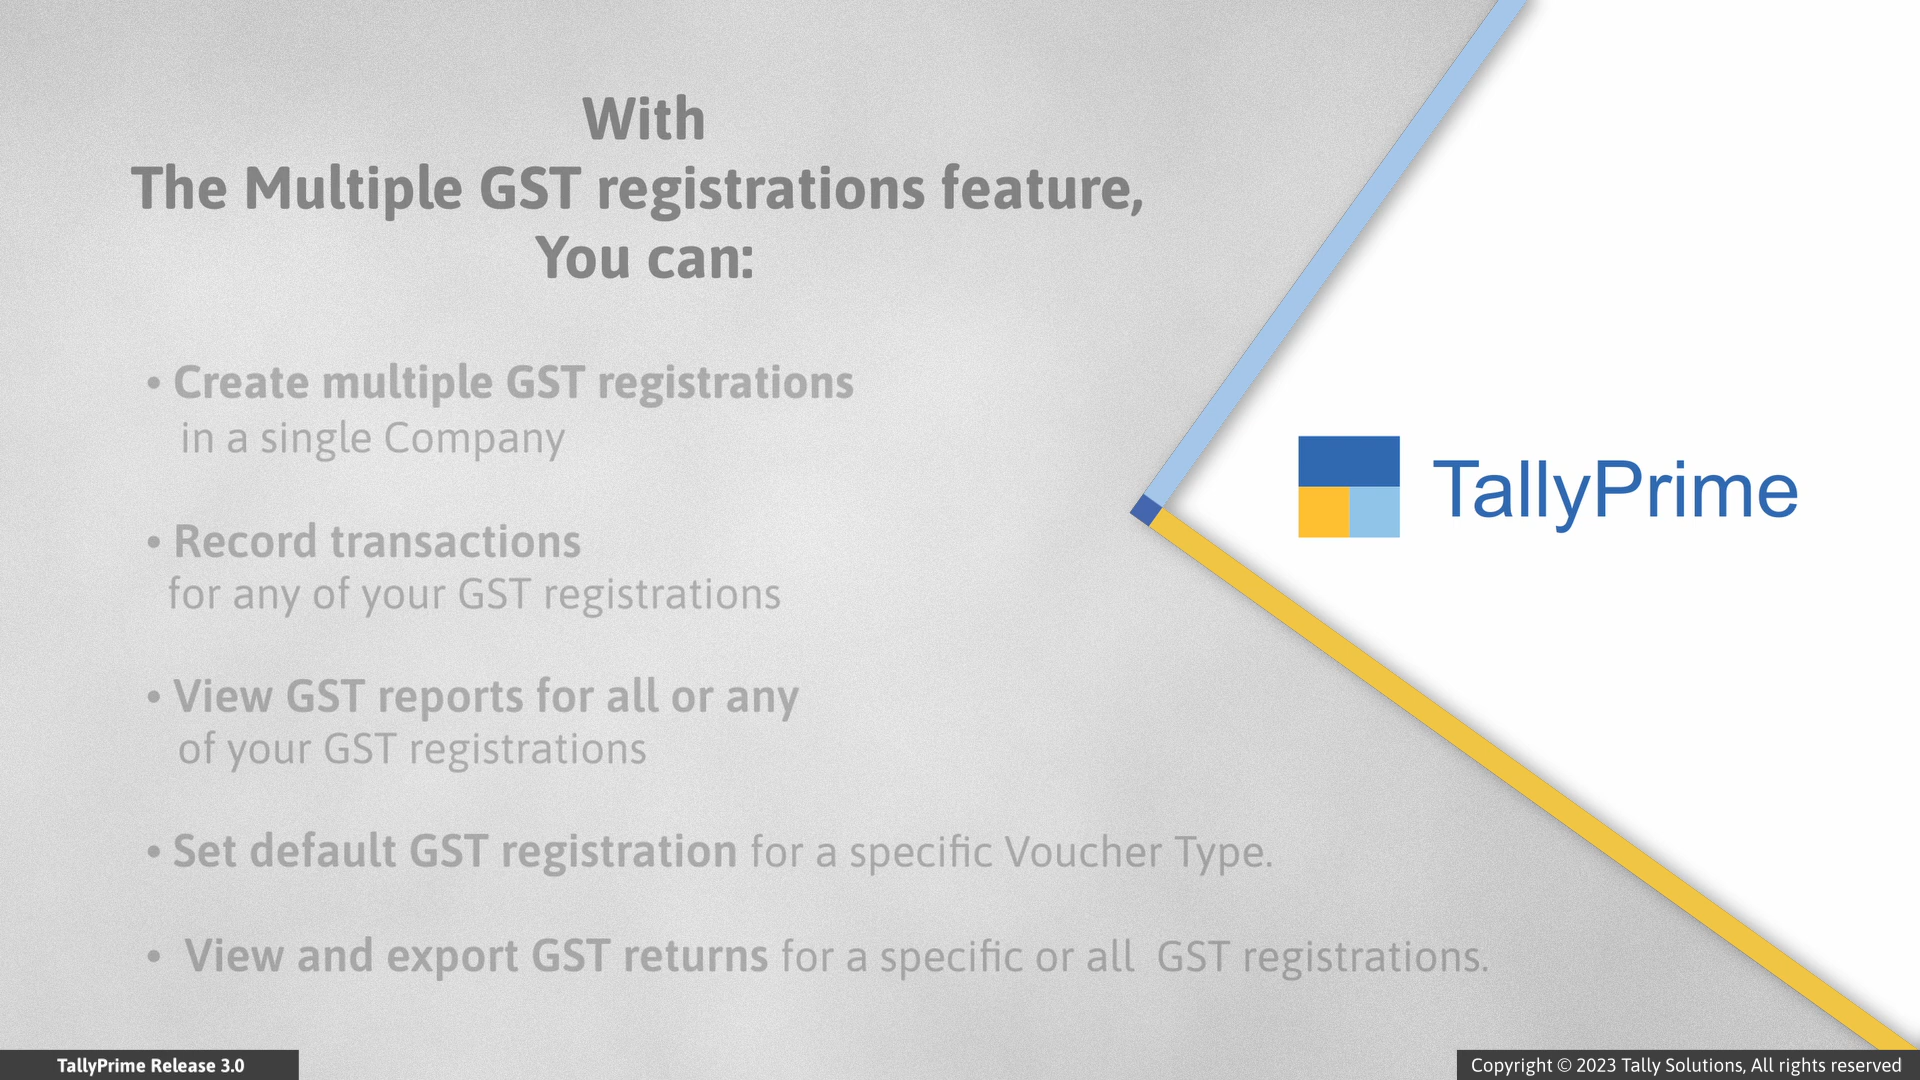 With
The Multiple GST registrations feature,
You can:
• Create multiple GST registrations
in a single Company
• Record transactions
for any of your GST registrations
• View GST reports for all or any
of your GST registrations
• Set default GST registration for a specific Voucher Type.
• View and export GST returns for a specific or all GST registrations.
TallyPrime
TallyPrime Release 3.0
Copyright © 2023 Tally Solutions, All rights reserved